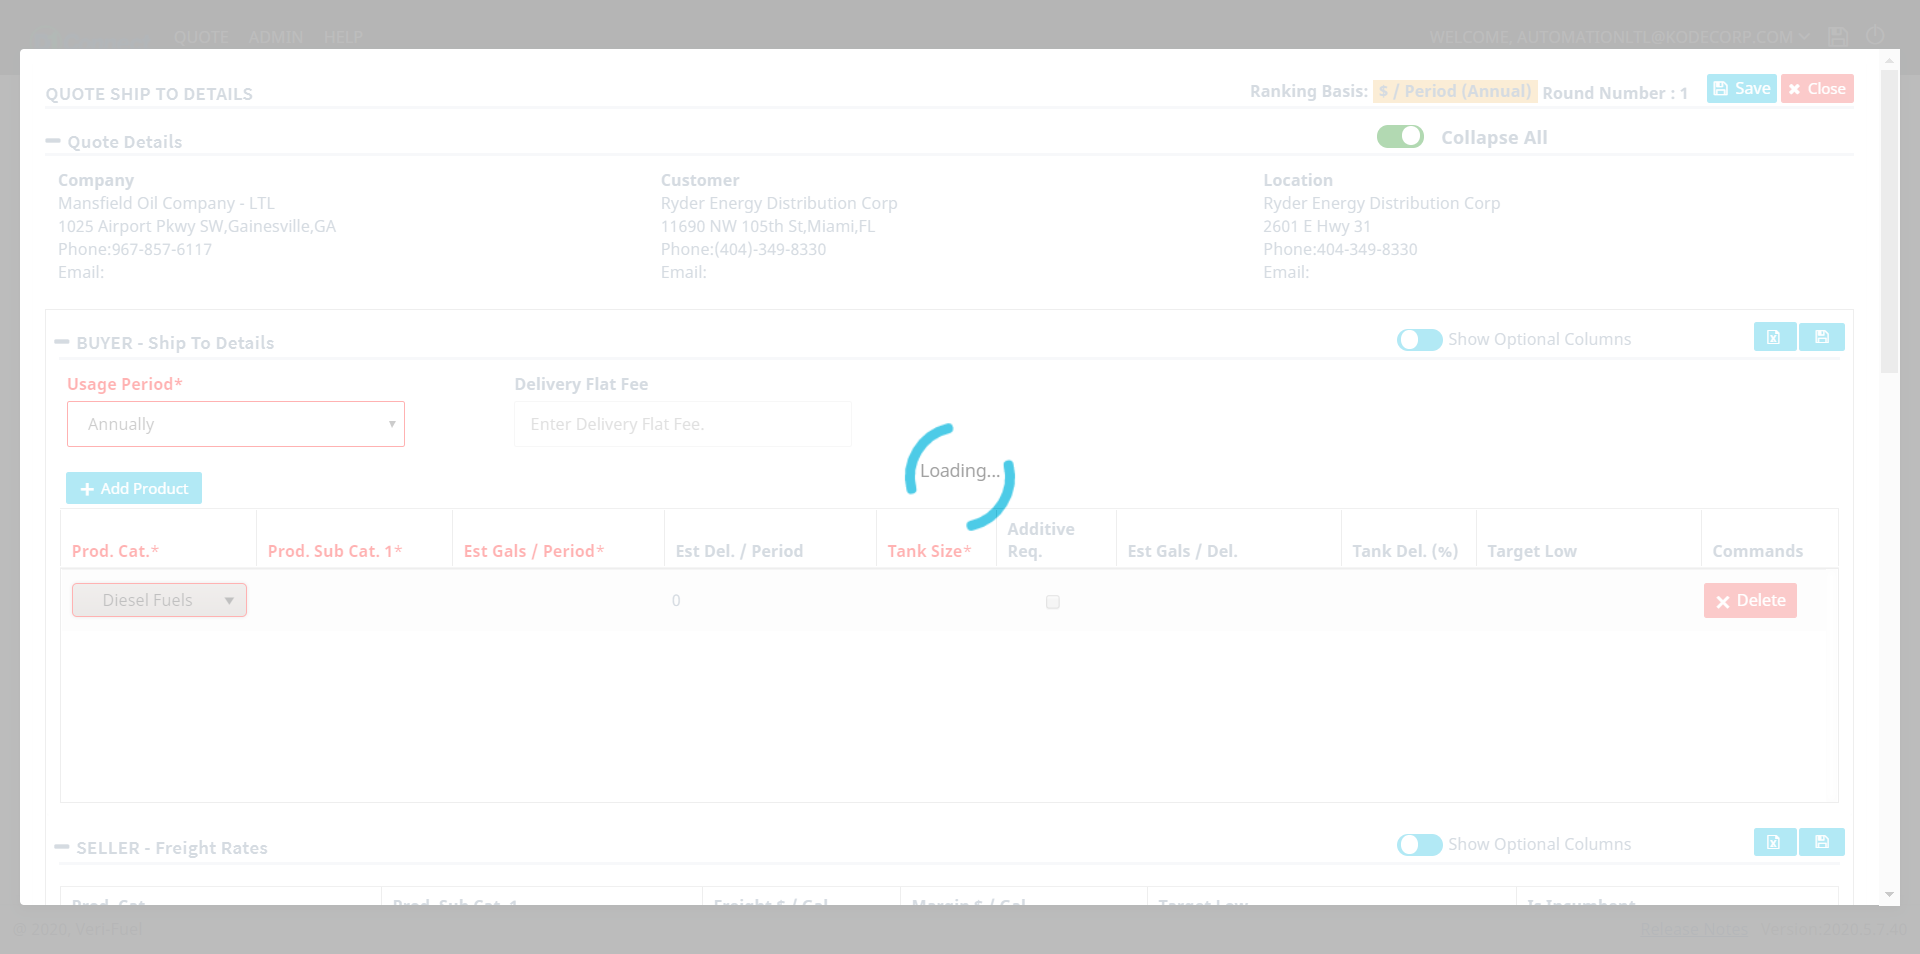 QUOTE ADMIN HELP
WELCOME, AUTOMATIONLTL@KODECORP.COM
QUOTE SHIP TO DETAILS
Ranking Basis: $ / Period (Annual) Round Number : 1
Save
Close
Quote Details
Collapse All
Company
Mansfield Oil Company - LTL
1025 Airport Pkwy SW,Gainesville,GA
Phone:967-857-6117
Email:
Customer
Ryder Energy Distribution Corp
11690 NW 105th St,Miami,FL
Phone:(404)-349-8330
Email:
Location
Ryder Energy Distribution Corp
2601 E Hwy 31
Phone:404-349-8330
Email:
BUYER - Ship To Details
Show Optional Columns
Usage Period*
Annually
Delivery Flat Fee
Enter Delivery Flat Fee.
Loading...
Add Product
Prod. Cat.*
Prod. Sub Cat. 1*
Est Gals / Period*
Est Del. / Period
Tank Size*
Additive
Req.
Est Gals / Del.
Tank Del. (%)
Target Low
Commands
Diesel Fuels
0
Delete
SELLER - Freight Rates
Show Optional Columns
Prod. Cat.
Prod. Sub Cat. 1
Freight $ / Gal.
Margin $ / Gal.
Target Low
Is Incumbent
@ 2020, Veri-Fuel
Release Notes